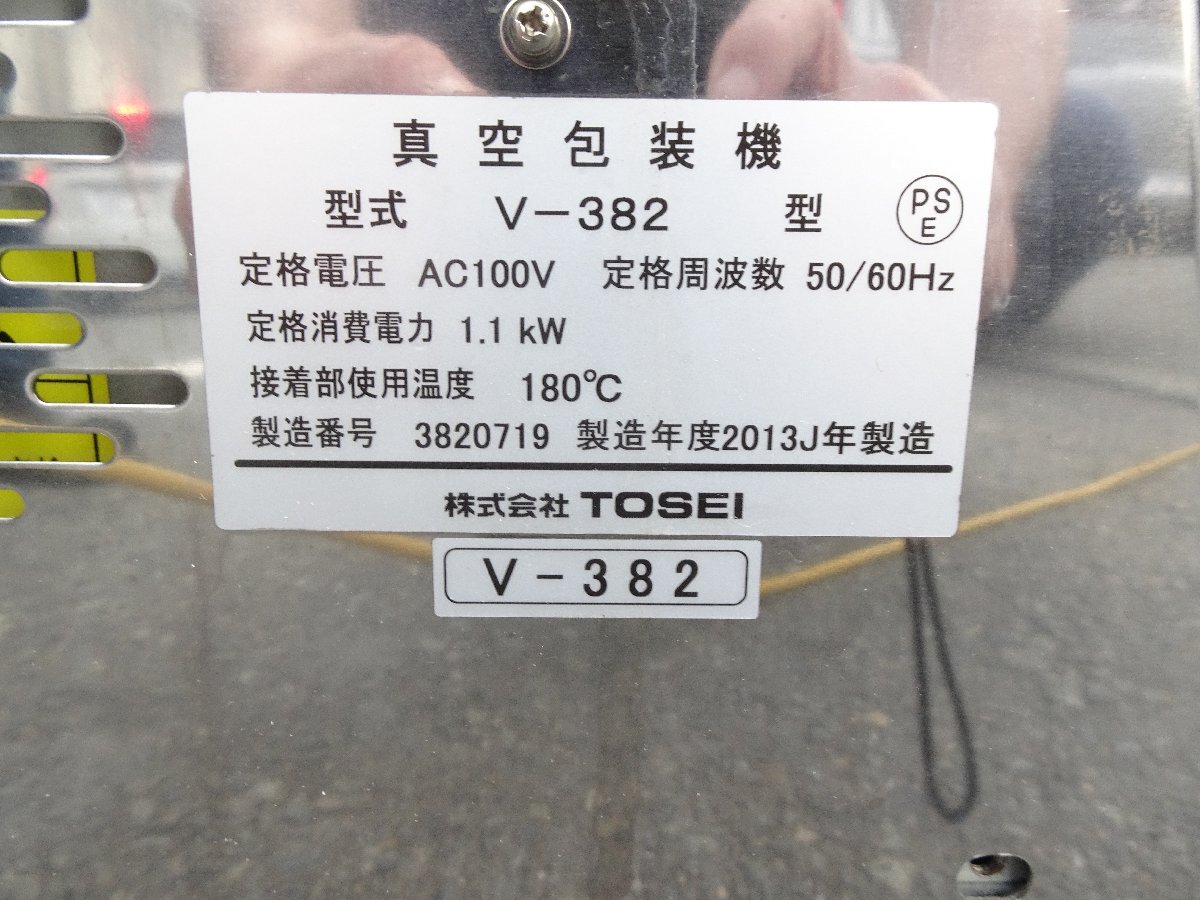 真空包装機
型式 V-382 型 PSE
定格電圧 AC100V 定格周波数 50/60Hz
定格消費電力 1.1 kW
接着部使用温度 180℃
製造番号 3820719 製造年度2013J年製造
株式会社 TOSEI
V-382